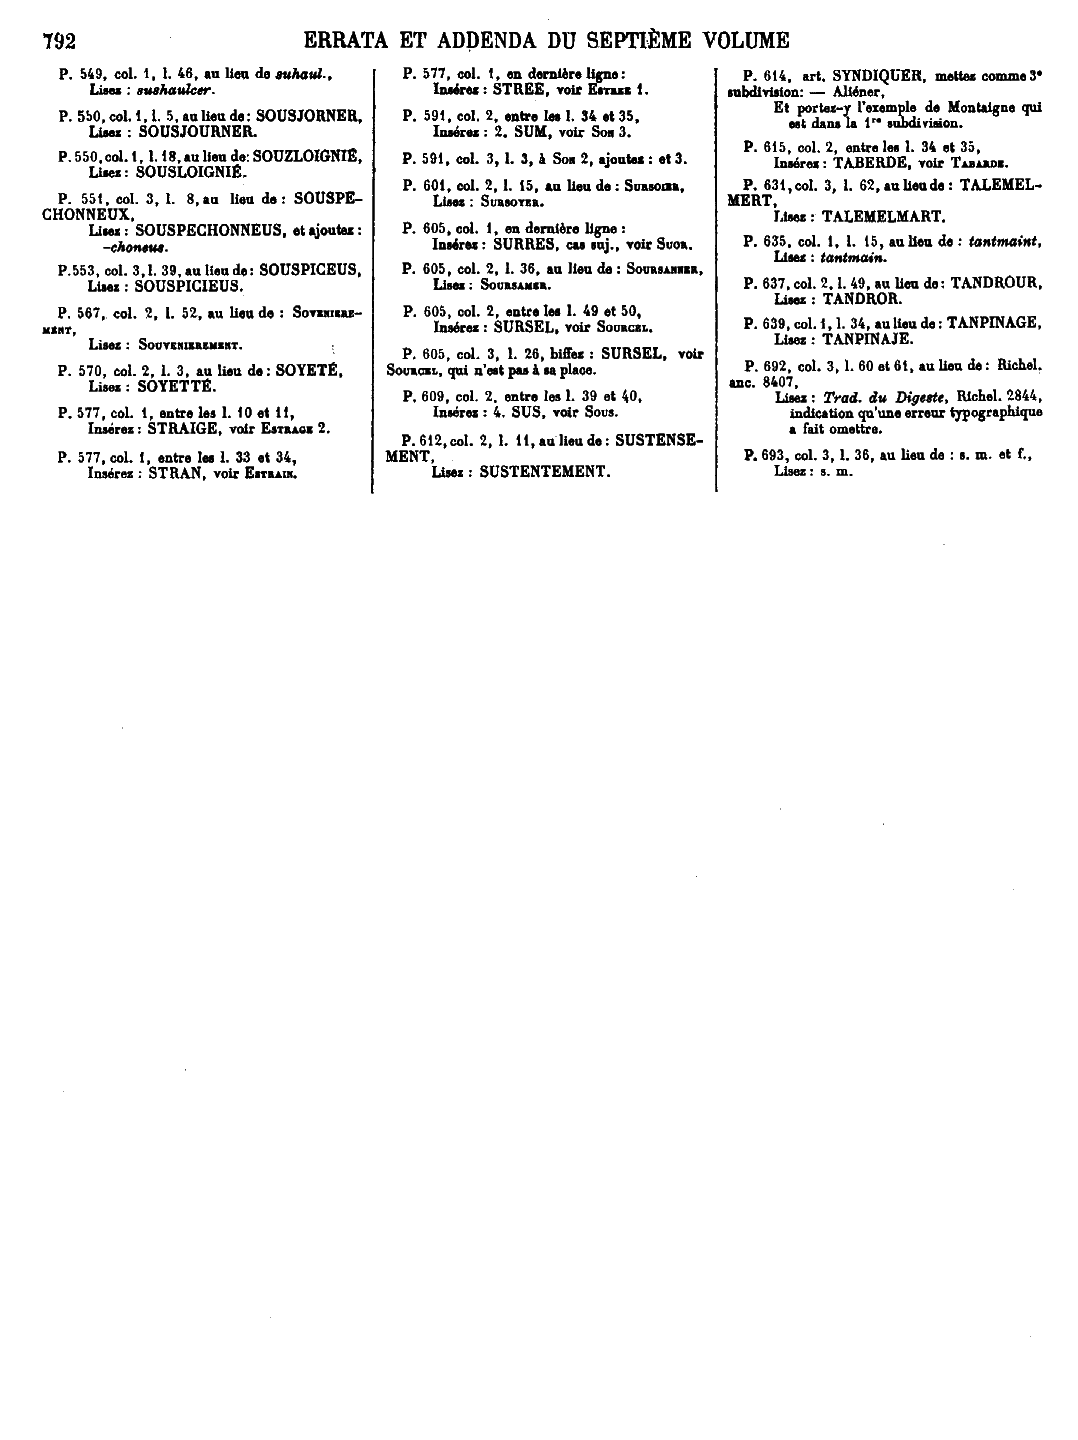 792
ERRATA ET ADDENDA DU SEPTIÈME VOLUME
P. 549, col. 1, l. 46, au lieu de suhaul.,
Lisez : sushaulcer.
P. 550, col. 1, l. 5, au lieu de : SOUSJORNER,
Lisez : SOUSJOURNER.
P. 550, col. 1, l. 18, au lieu de : SOUZLOIGNIÉ,
Lisez : SOUSLOIGNIÉ.
P. 551, col. 3, l. 8, au lieu de : SOUSPE-
CHONNEUX,
Lisez : SOUSPECHONNEUS, et ajoutez :
-choneus.
P. 553, col. 3, l. 39, au lieu de : SOUSPICEUS,
Lisez : SOUSPICIEUS.
P. 567, col. 2, l. 52, au lieu de : SOVENIERE-
MENT,
Lisez : SOUVENIEREMENT.
P. 570, col. 2, l. 3, au lieu de : SOYETÉ,
Lisez : SOYETTÉ.
P. 577, col. 1, entre les l. 10 et 11,
Insérez : STRAIGE, voir ESTRAGE 2.
P. 577, col. 1, entre les l. 33 et 34,
Insérez : STRAN, voir ESTRAIN.
P. 577, col. 1, en dernière ligne :
Insérez : STREE, voir ESTREE 1.
P. 591, col. 2, entre les l. 34 et 35,
Insérez : 2. SUM, voir SON 3.
P. 591, col. 3, l. 3, à SON 2, ajoutez : et 3.
P. 601, col. 2, l. 15, au lieu de : SURSOIER,
Lisez : SURSOYER.
P. 605, col. 1, en dernière ligne :
Insérez : SURRES, cas suj., voir SUOR.
P. 605, col. 2, l. 36, au lieu de : SOURSANNER,
Lisez : SOURSAMER.
P. 605, col. 2, entre les l. 49 et 50,
Insérez : SURSEL, voir SOURCEL.
P. 605, col. 3, l. 26, biffez : SURSEL, voir
SOURCEL, qui n'est pas à sa place.
P. 609, col. 2, entre les l. 39 et 40,
Insérez : 4. SUS, voir SOUS.
P. 612, col. 2, l. 11, au lieu de : SUSTENSE-
MENT,
Lisez : SUSTENTEMENT.
P. 614, art. SYNDIQUER, mettez comme 3e
subdivision : — Aliéner,
Et portez-y l'exemple de Montaigne qui
est dans la 1re subdivision.
P. 615, col. 2, entre les l. 34 et 35,
Insérez : TABERDE, voir TABARDE.
P. 631, col. 3, l. 62, au lieu de : TALEMEL-
MERT,
Lisez : TALEMELMART.
P. 635, col. 1, l. 15, au lieu de : tantmaint,
Lisez : tantmain.
P. 637, col. 2, l. 49, au lieu de : TANDROUR,
Lisez : TANDROR.
P. 639, col. 1, l. 34, au lieu de : TANPINAGE,
Lisez : TANPINAJE.
P. 692, col. 3, l. 60 et 61, au lieu de : Richel.
anc. 8407,
Lisez : Trad. du Digeste, Richel. 2844,
indication qu'une erreur typographique
a fait omettre.
P. 693, col. 3, l. 36, au lieu de : s. m. et f.,
Lisez : s. m.